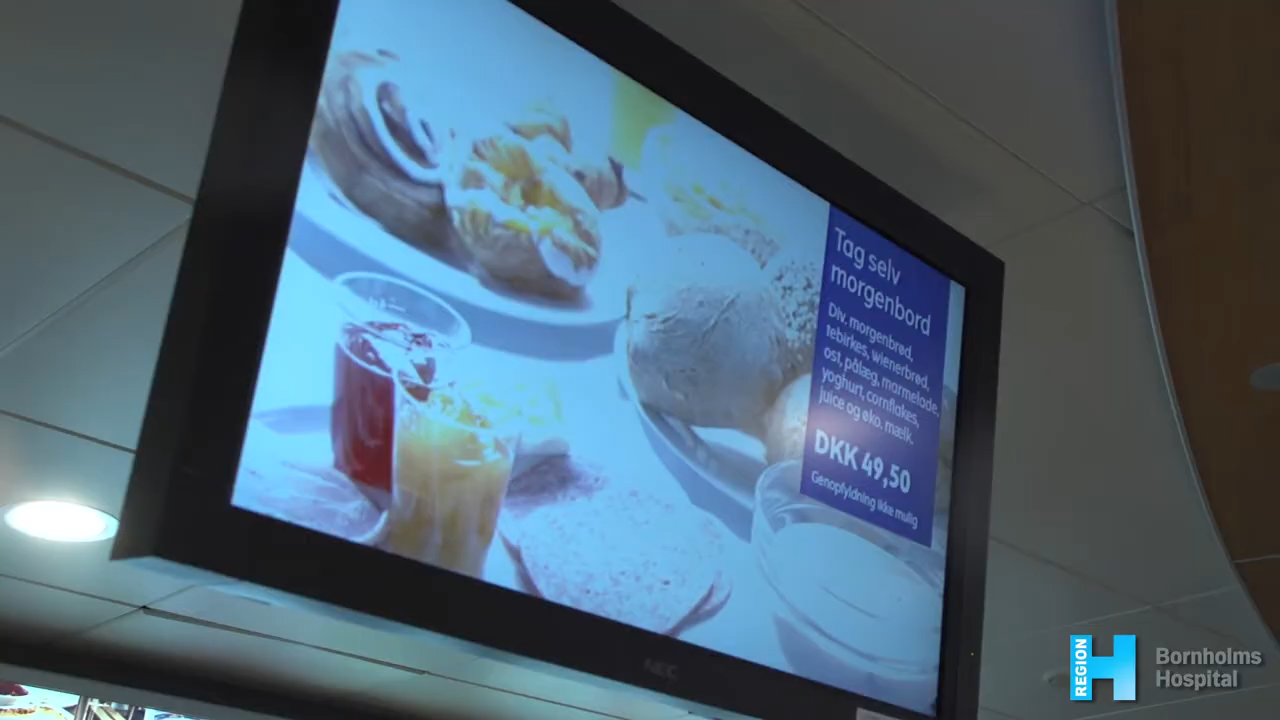 Tag selv
morgenbord
Div. morgenbrød,
tebirkes, wienerbrød,
ost, pålæg, marmelade,
yoghurt, cornflakes,
juice og øko. mælk.
DKK 49,50
Genopfyldning ikke mulig
NEC
REGION
H
Bornholms
Hospital